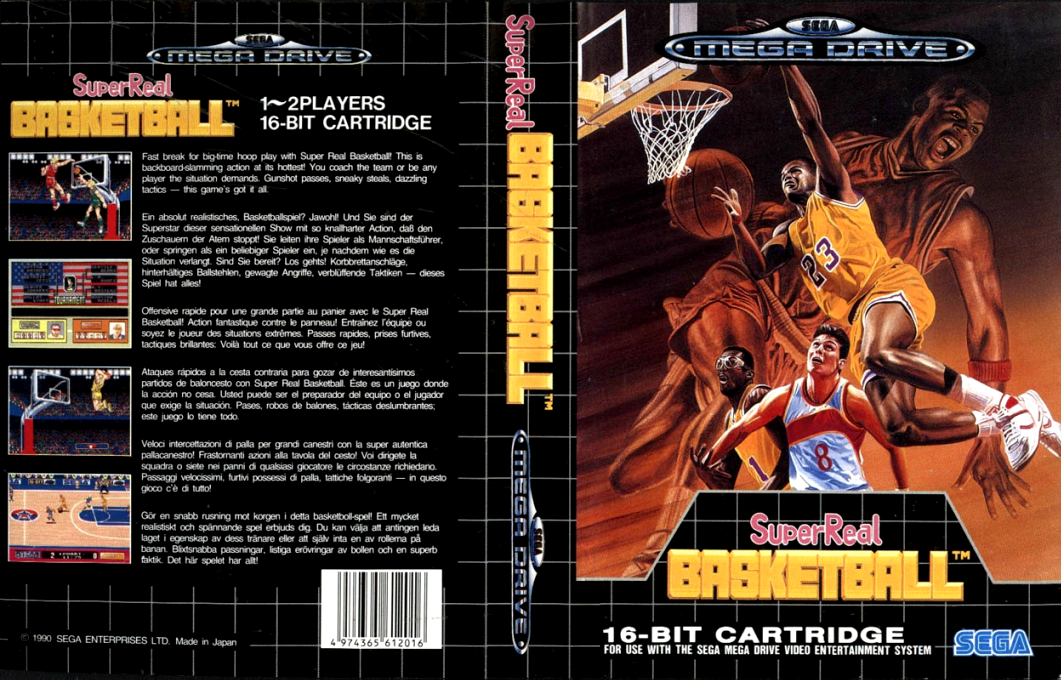 SEGA
MEGA DRIVE
SuperReal
BASKETBALL™
1~2PLAYERS
16-BIT CARTRIDGE
Fast break for big-time hoop play with Super Real Basketball! This is
backboard-slamming action at its hottest! You coach the team or be any
player the situation demands. Gunshot passes, sneaky steals, dazzling
tactics — this game's got it all.
Ein absolut realistisches, Basketballspiel? Jawohl! Und Sie sind der
Superstar dieser sensationellen Show mit so knallharter Action, daß den
Zuschauern der Atem stoppt! Sie leiten ihre Spieler als Mannschaftsführer,
oder springen als ein beliebiger Spieler ein, je nachdem wie es die
Situation verlangt. Sind Sie bereit? Los gehts! Korbbrettanschläge,
hinterhältiges Ballstehlen, gewagte Angriffe, verblüffende Taktiken — dieses
Spiel hat alles!
Offensive rapide pour une grande partie au panier avec le Super Real
Basketball! Action fantastique contre le panneau! Entraînez l'équipe ou
soyez le joueur des situations extrêmes. Passes rapides, prises furtives,
tactiques brillantes: Voilà tout ce que vous offre ce jeu!
Ataques rápidos a la cesta contraria para gozar de interesantísimos
partidos de baloncesto con Super Real Basketball. Éste es un juego donde
la acción no cesa. Usted puede ser el preparador del equipo o el jugador
que exige la situación. Pases, robos de balones, tácticas deslumbrantes;
este juego lo tiene todo.
Veloci intercettazioni di palla per grandi canestri con la super autentica
pallacanestro! Frastornanti azioni alla tavola del cesto! Voi dirigete la
squadra o siete nei panni di qualsiasi giocatore le circostanze richiedano.
Passaggi velocissimi, furtivi possessi di palla, tattiche folgoranti — in questo
gioco c'è di tutto!
Gör en snabb rusning mot korgen i detta basketboll-spel! Ett mycket
realistiskt och spännande spel erbjuds dig. Du kan välja att antingen leda
laget i egenskap av dess tränare eller att själv inta en av rollerna på
banan. Blixtsnabba passningar, listiga erövringar av bollen och en superb
taktik. Det här spelet har allt!
TOURNAMENT
4 974365 612016
© 1990 SEGA ENTERPRISES LTD. Made in Japan
SuperReal
BASKETBALL™
SEGA
MEGA DRIVE
SEGA
MEGA DRIVE
23
1
8
SuperReal
BASKETBALL™
16-BIT CARTRIDGE
FOR USE WITH THE SEGA MEGA DRIVE VIDEO ENTERTAINMENT SYSTEM
SEGA